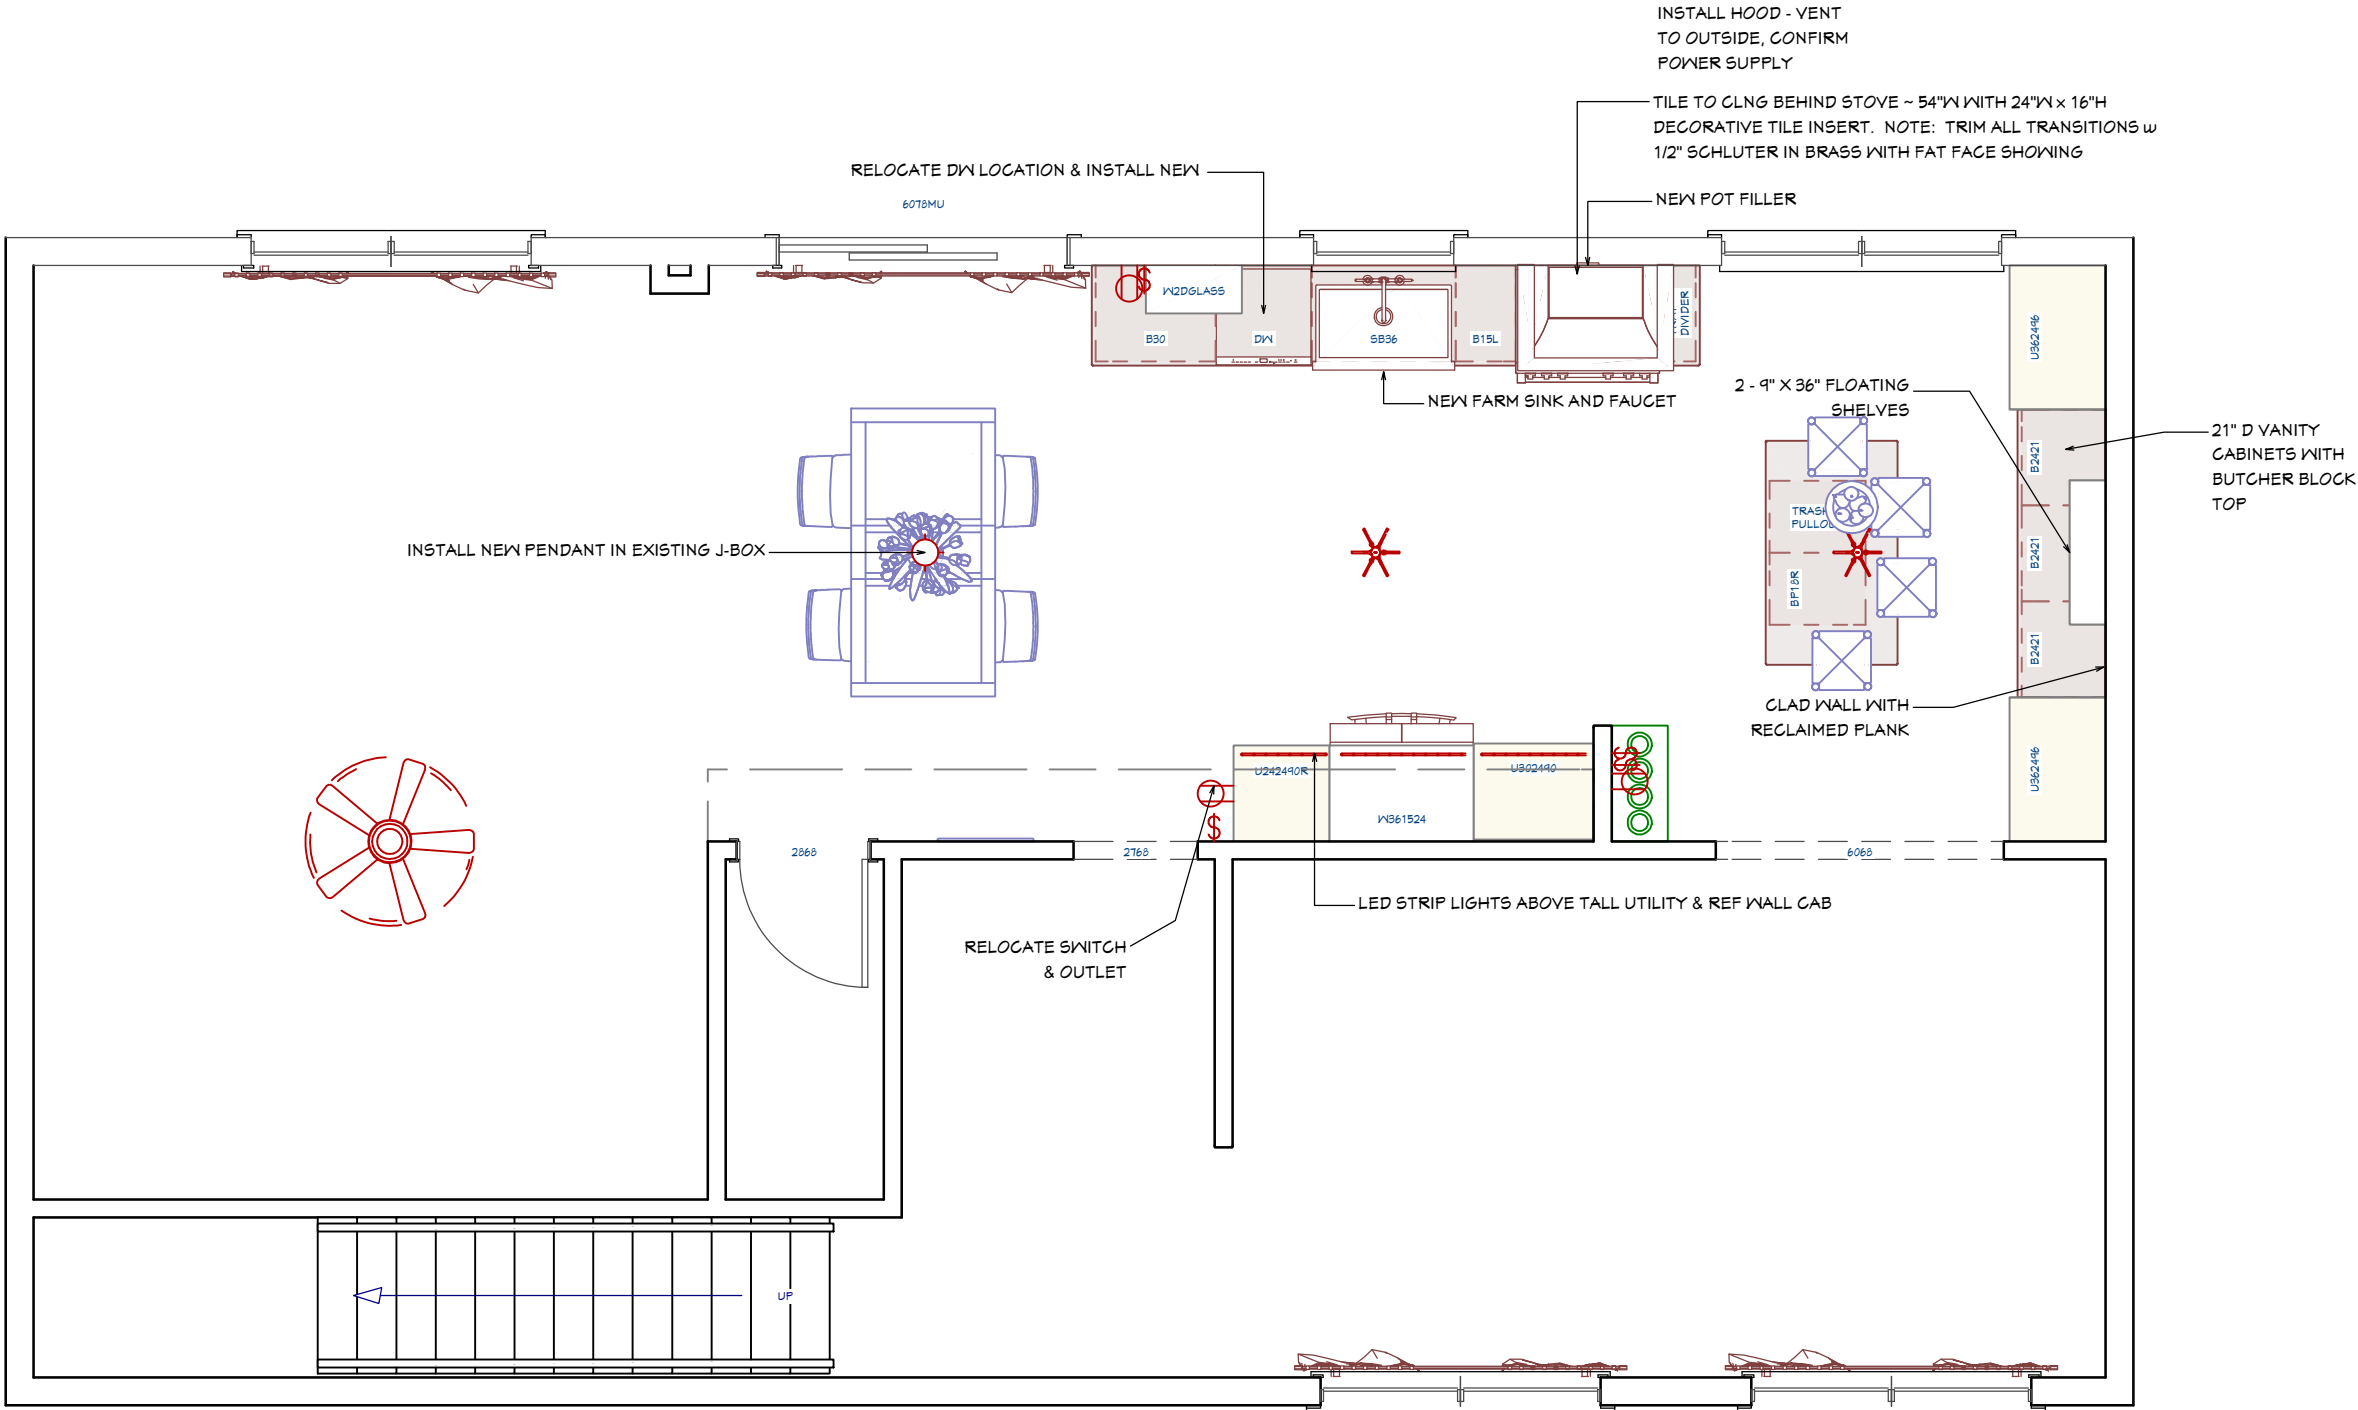 INSTALL HOOD - VENT
TO OUTSIDE, CONFIRM
POWER SUPPLY
TILE TO CLNG BEHIND STOVE ~ 54"W WITH 24"W x 16"H
DECORATIVE TILE INSERT. NOTE: TRIM ALL TRANSITIONS w
1/2" SCHLUTER IN BRASS WITH FAT FACE SHOWING
RELOCATE DW LOCATION & INSTALL NEW
NEW POT FILLER
6078MU
W2DGLASS
B30
DW
SB36
B15L
DIVIDER
U362496
NEW FARM SINK AND FAUCET
2 - 9" X 36" FLOATING
SHELVES
21" D VANITY
CABINETS WITH
BUTCHER BLOCK
TOP
B2421
B2421
B2421
TRASH
PULLOU
BP18R
INSTALL NEW PENDANT IN EXISTING J-BOX
CLAD WALL WITH
RECLAIMED PLANK
U362496
U242490R
U302490
W361524
2868
2768
6068
LED STRIP LIGHTS ABOVE TALL UTILITY & REF WALL CAB
RELOCATE SWITCH
& OUTLET
UP